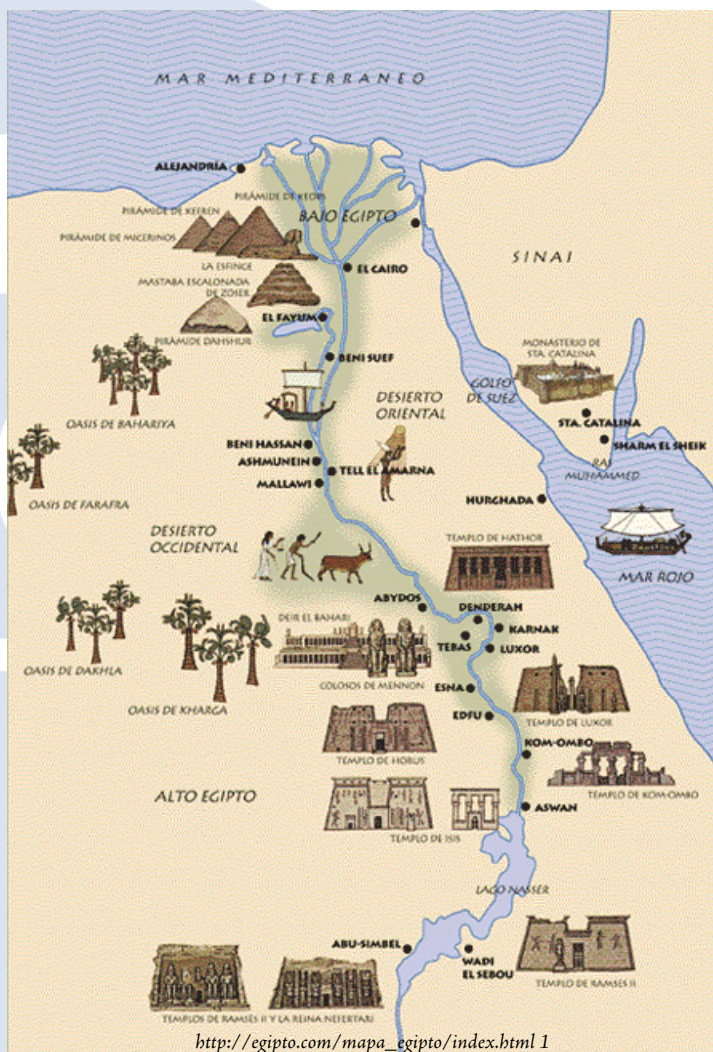 MAR MEDITERRANEO
ALEJANDRÍA
PIRÁMIDE DE KEOPS
PIRÁMIDE DE KEFREN
BAJO EGIPTO
PIRÁMIDE DE MICERINOS
SINAI
LA ESFINGE
EL CAIRO
MASTABA ESCALONADA
DE ZOSER
EL FAYUM
PIRÁMIDE DAHSHUR
MONASTERIO DE
STA. CATALINA
BENI SUEF
GOLFO
DE SUEZ
DESIERTO
ORIENTAL
OASIS DE BAHARIYA
STA. CATALINA
BENI HASSAN
SHARM EL SHEIK
ASHMUNEIN
RAS
MUHAMMED
TELL EL AMARNA
MALLAWI
HURGHADA
OASIS DE FARAFRA
DESIERTO
OCCIDENTAL
TEMPLO DE HATHOR
MAR ROJO
ABYDOS
DENDERAH
DEIR EL BAHARI
KARNAK
TEBAS
LUXOR
OASIS DE DAKHLA
COLOSOS DE MENNON
ESNA
OASIS DE KHARGA
EDFU
TEMPLO DE LUXOR
KOM-OMBO
TEMPLO DE HORUS
ALTO EGIPTO
TEMPLO DE KOM-OMBO
ASWAN
TEMPLO DE ISIS
LAGO NASSER
ABU-SIMBEL
WADI
EL SEBOU
TEMPLO DE RAMSES II
TEMPLOS DE RAMSÉS II Y LA REINA NEFERTARI
http://egipto.com/mapa_egipto/index.html 1